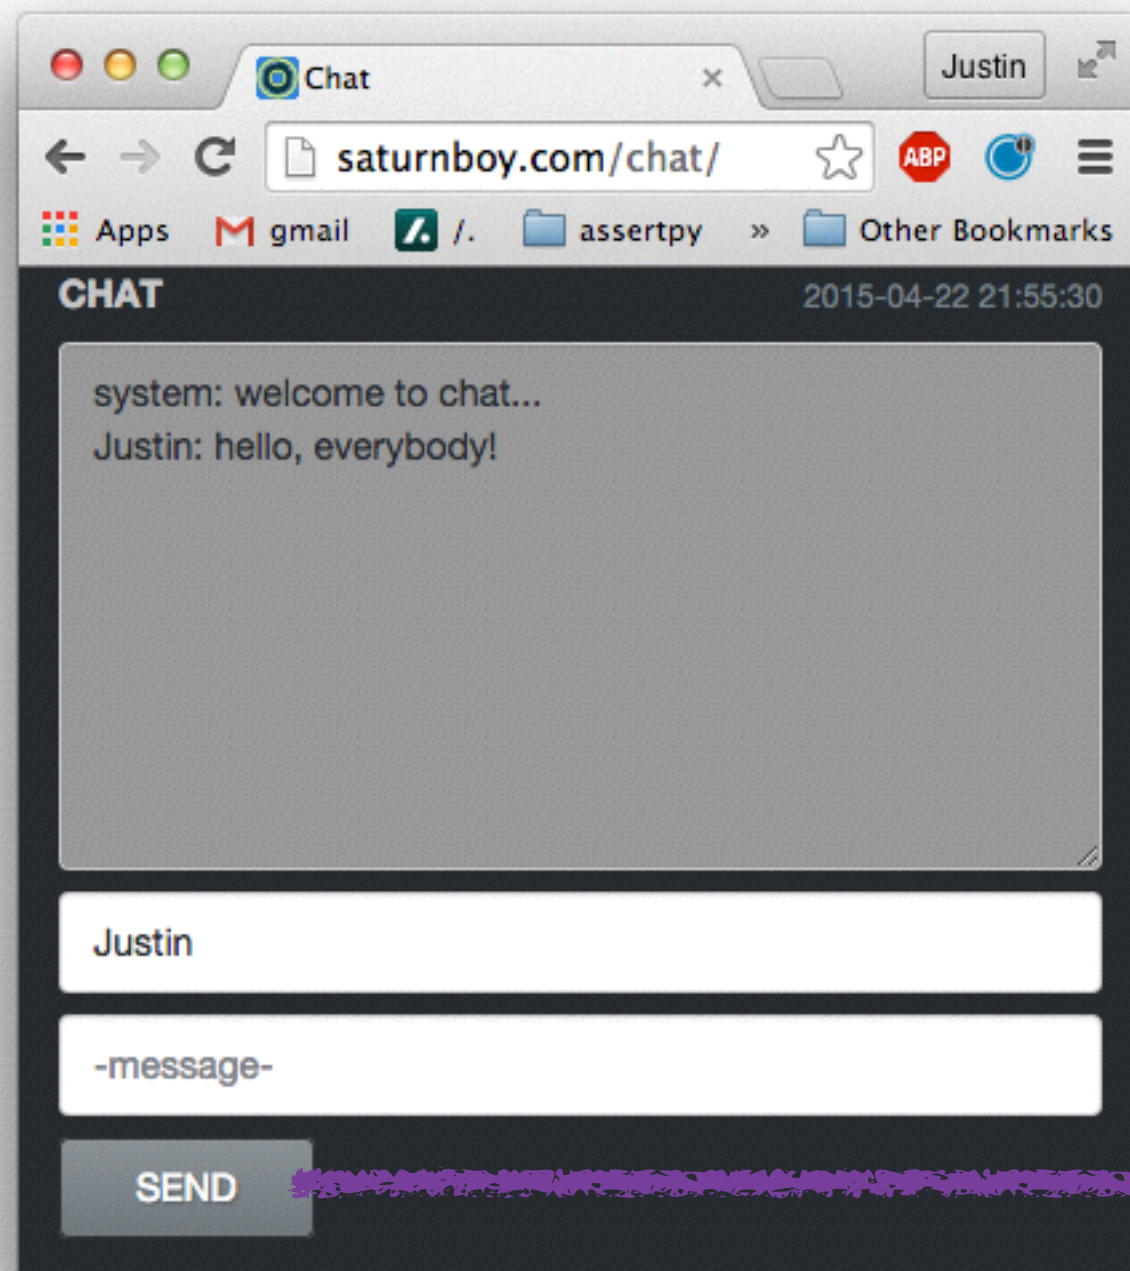 Chat
Justin
saturnboy.com/chat/
ABP
Apps gmail /. assertpy » Other Bookmarks
CHAT 2015-04-22 21:55:30
system: welcome to chat...
Justin: hello, everybody!
Justin
-message-
SEND